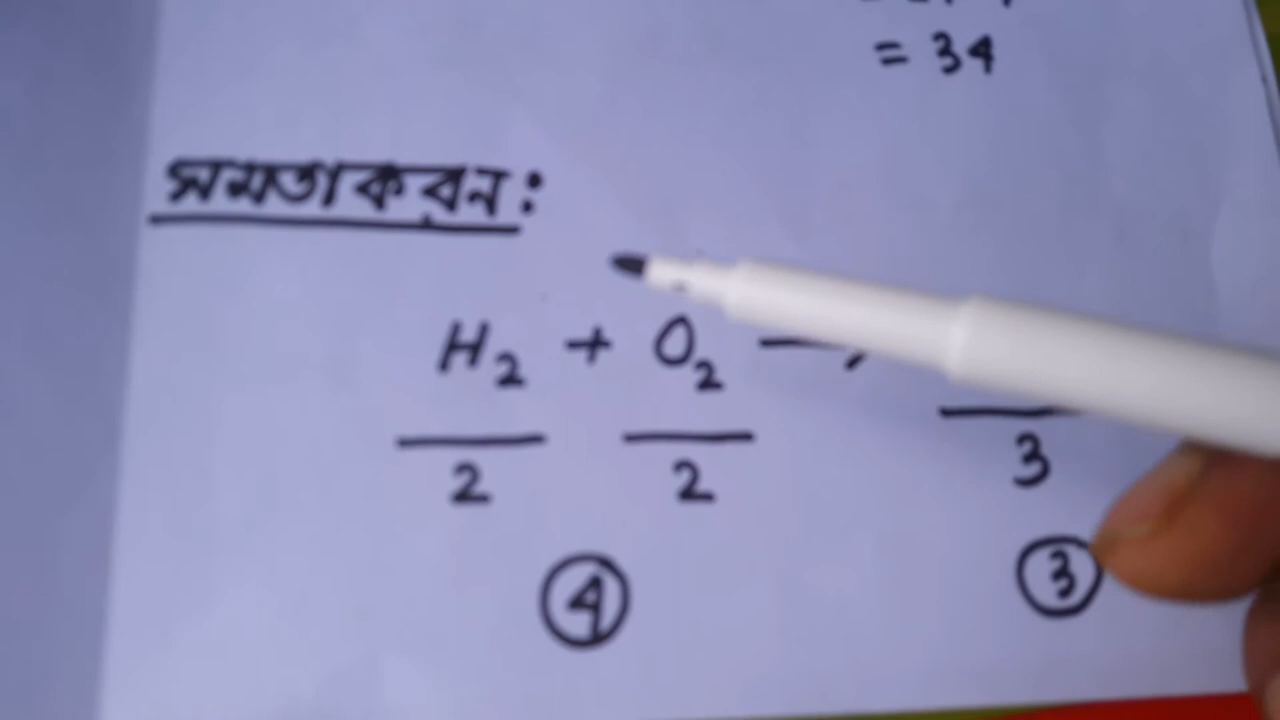 = 34
সমতাকরন:
H₂ + O₂ →
2 2 3
④ ③